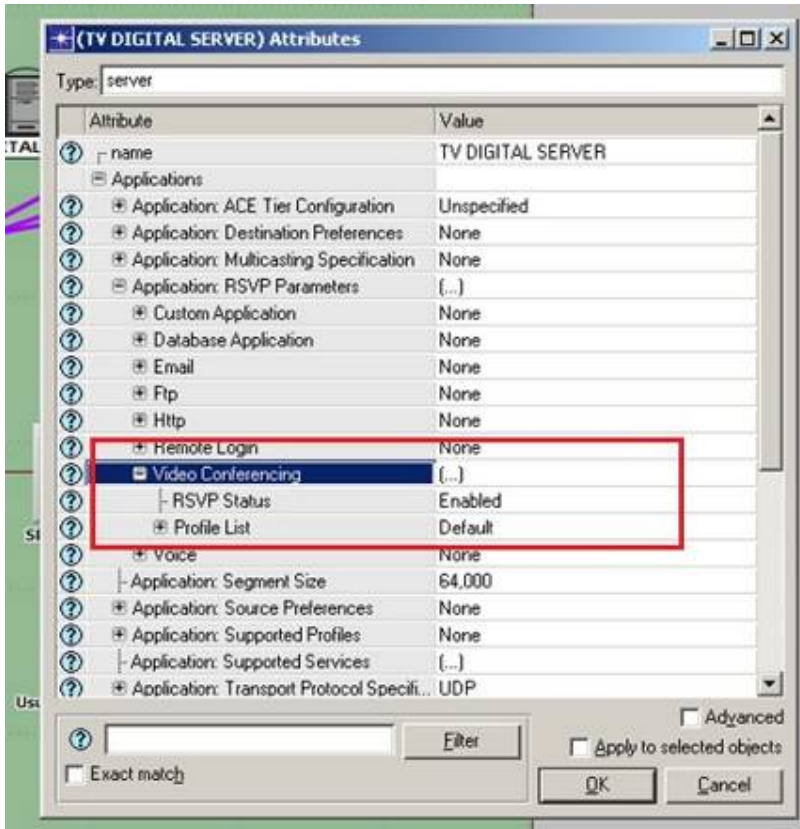 (TV DIGITAL SERVER) Attributes
Type: server
Attribute Value
name TV DIGITAL SERVER
Applications
Application: ACE Tier Configuration Unspecified
Application: Destination Preferences None
Application: Multicasting Specification None
Application: RSVP Parameters (...)
Custom Application None
Database Application None
Email None
Ftp None
Http None
Remote Login None
Video Conferencing (...)
RSVP Status Enabled
Profile List Default
Voice None
Application: Segment Size 64,000
Application: Source Preferences None
Application: Supported Profiles None
Application: Supported Services (...)
Application: Transport Protocol Specifi... UDP
Advanced
Filter
Apply to selected objects
Exact match
OK Cancel